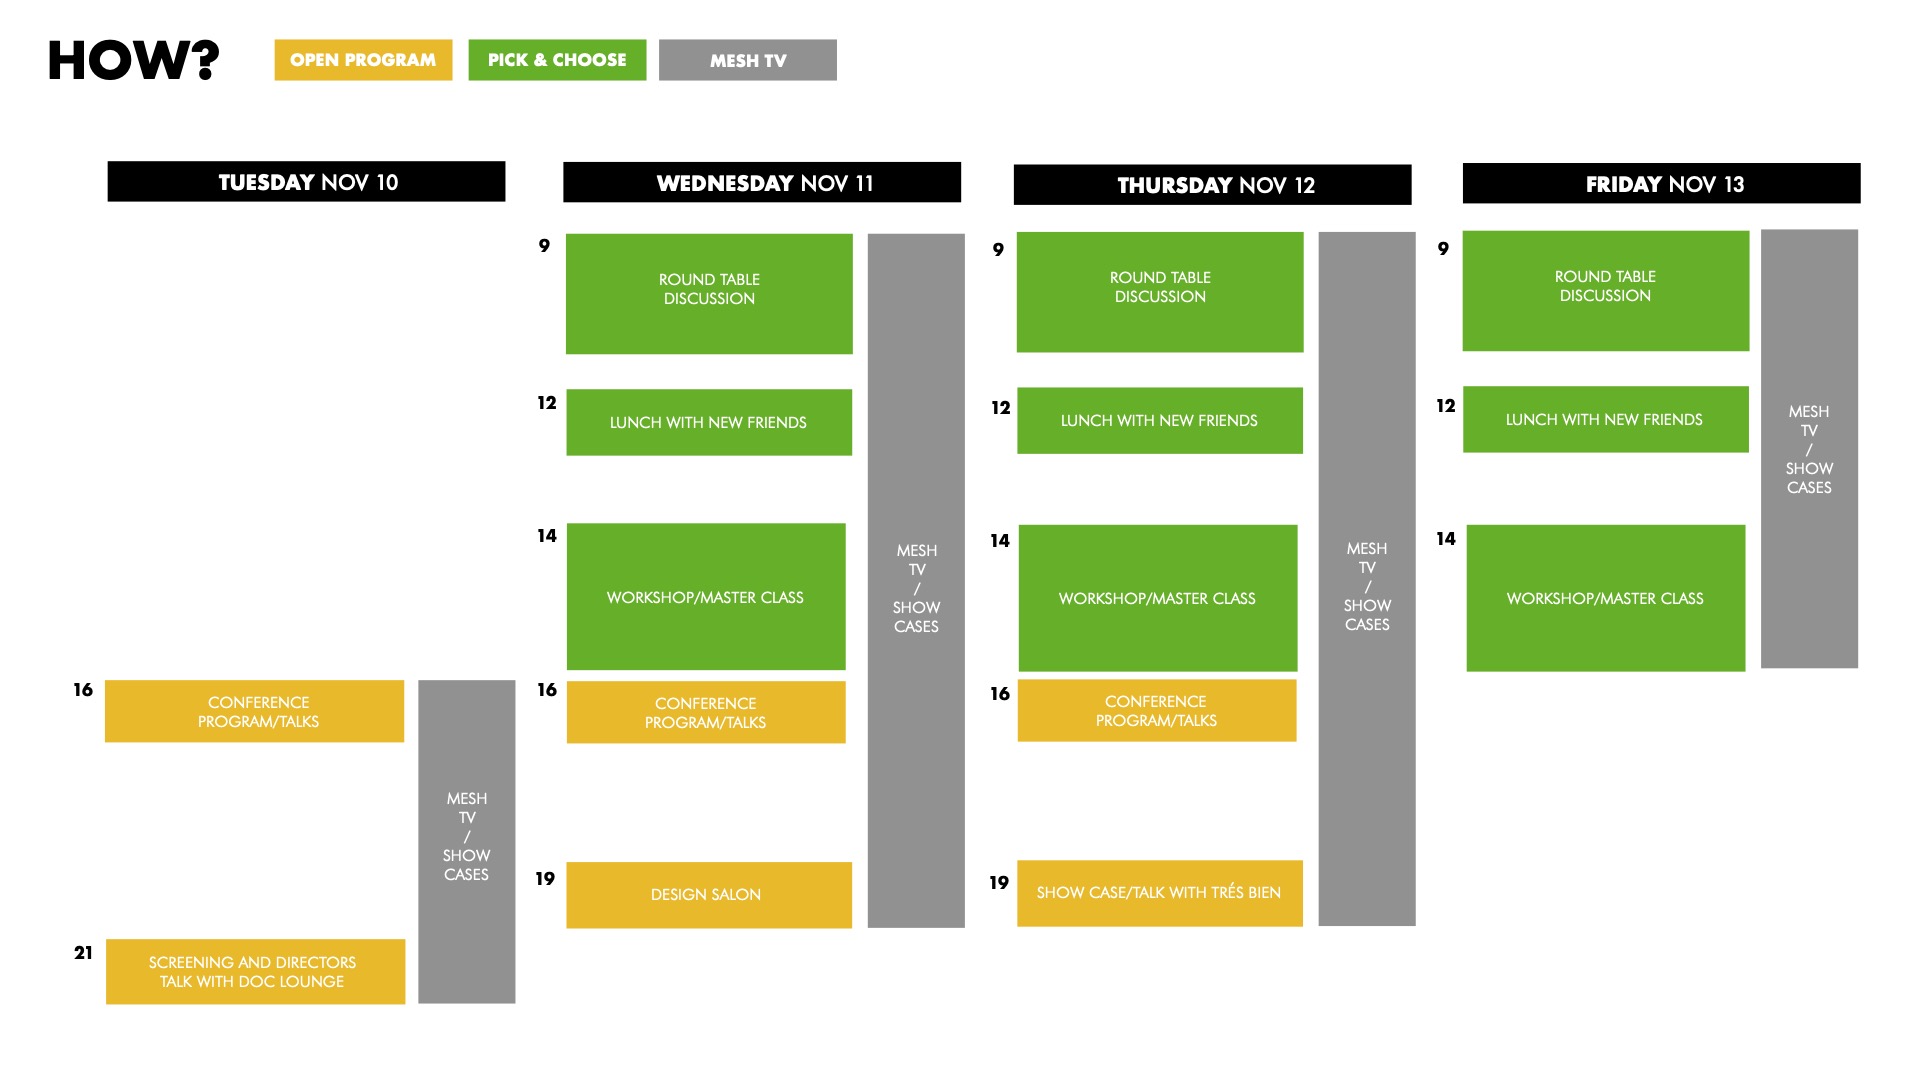 HOW?
OPEN PROGRAM
PICK & CHOOSE
MESH TV
TUESDAY NOV 10
16
CONFERENCE
PROGRAM/TALKS
21
SCREENING AND DIRECTORS
TALK WITH DOC LOUNGE
MESH
TV
/
SHOW
CASES
WEDNESDAY NOV 11
9
ROUND TABLE
DISCUSSION
12
LUNCH WITH NEW FRIENDS
14
WORKSHOP/MASTER CLASS
16
CONFERENCE
PROGRAM/TALKS
19
DESIGN SALON
MESH
TV
/
SHOW
CASES
THURSDAY NOV 12
9
ROUND TABLE
DISCUSSION
12
LUNCH WITH NEW FRIENDS
14
WORKSHOP/MASTER CLASS
16
CONFERENCE
PROGRAM/TALKS
19
SHOW CASE/TALK WITH TRÉS BIEN
MESH
TV
/
SHOW
CASES
FRIDAY NOV 13
9
ROUND TABLE
DISCUSSION
12
LUNCH WITH NEW FRIENDS
14
WORKSHOP/MASTER CLASS
MESH
TV
/
SHOW
CASES